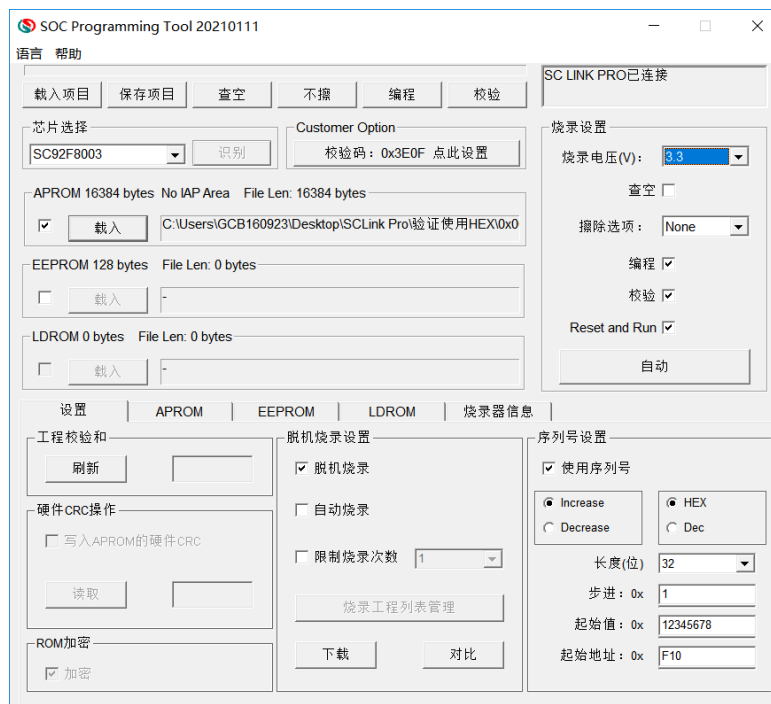 SOC Programming Tool 20210111
语言 帮助
载入项目 保存项目 查空 不擦 编程 校验
SC LINK PRO已连接
芯片选择
SC92F8003 识别
Customer Option
校验码：0x3E0F 点此设置
烧录设置
烧录电压(V)： 3.3
查空
擦除选项： None
编程
校验
Reset and Run
自动
APROM 16384 bytes No IAP Area File Len: 16384 bytes
载入 C:\Users\GCB160923\Desktop\SCLink Pro\验证使用HEX\0x0
EEPROM 128 bytes File Len: 0 bytes
载入 -
LDROM 0 bytes File Len: 0 bytes
载入 -
设置 APROM EEPROM LDROM 烧录器信息
工程校验和
刷新
硬件CRC操作
写入APROM的硬件CRC
读取
ROM加密
加密
脱机烧录设置
脱机烧录
自动烧录
限制烧录次数 1
烧录工程列表管理
下载 对比
序列号设置
使用序列号
Increase HEX
Decrease Dec
长度(位) 32
步进：0x 1
起始值：0x 12345678
起始地址：0x F10